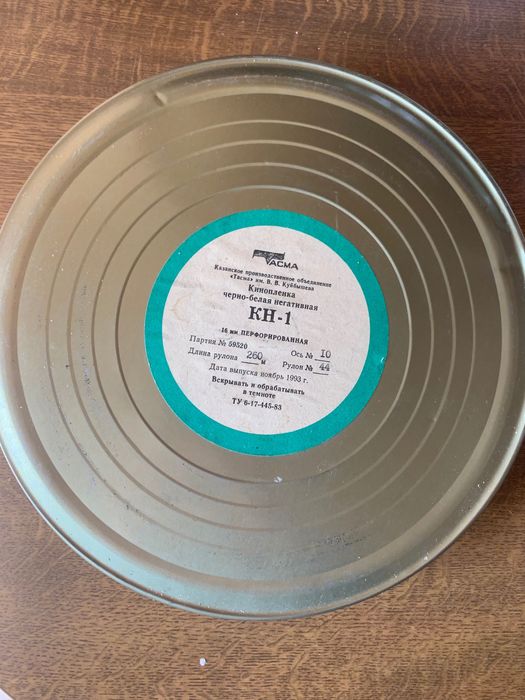 ТАСМА
Казанское производственное объединение
«Тасма» им. В. В. Куйбышева
Кинопленка
черно-белая негативная
КН-1
16 мм ПЕРФОРИРОВАННАЯ
Партия № 59520 Ось № 10
Длина рулона 260 м Рулон № 44
Дата выпуска ноябрь 1993 г.
Вскрывать и обрабатывать
в темноте
ТУ 6-17-445-83